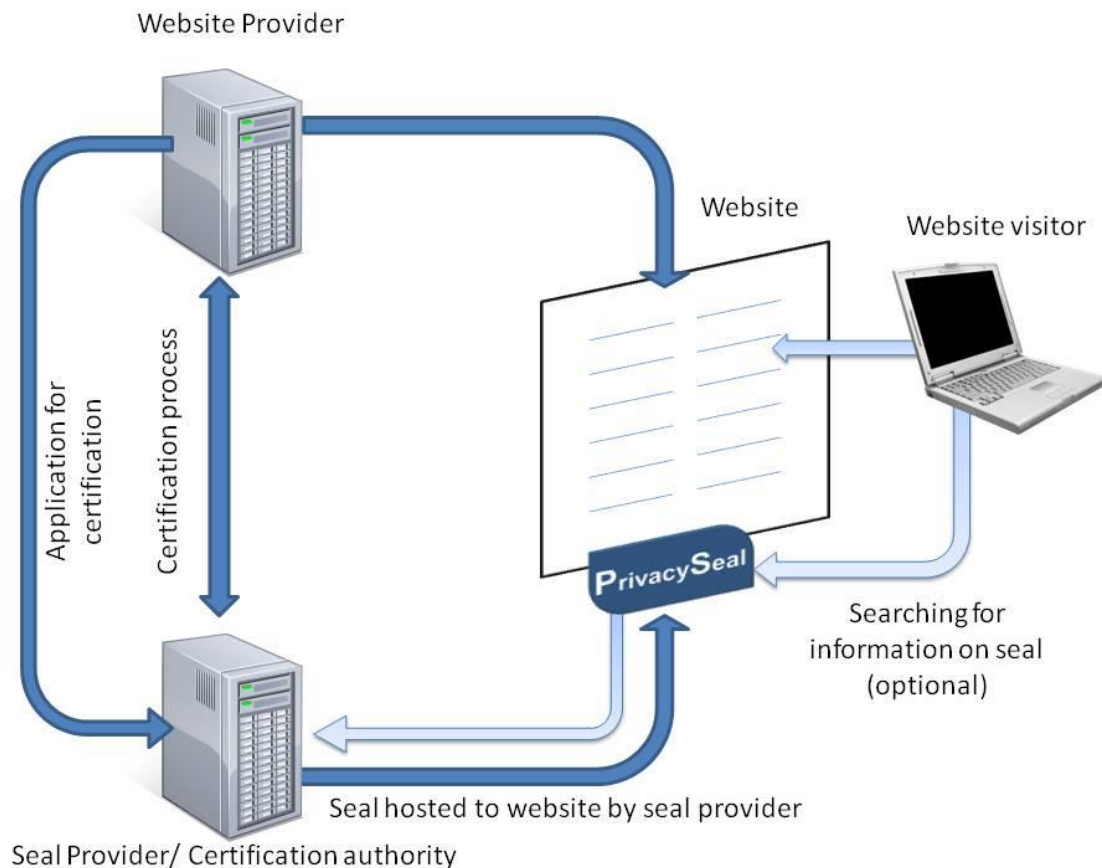 Website Provider
Website
Website visitor
Application for
certification
Certification process
PrivacySeal
Searching for
information on seal
(optional)
Seal hosted to website by seal provider
Seal Provider/ Certification authority